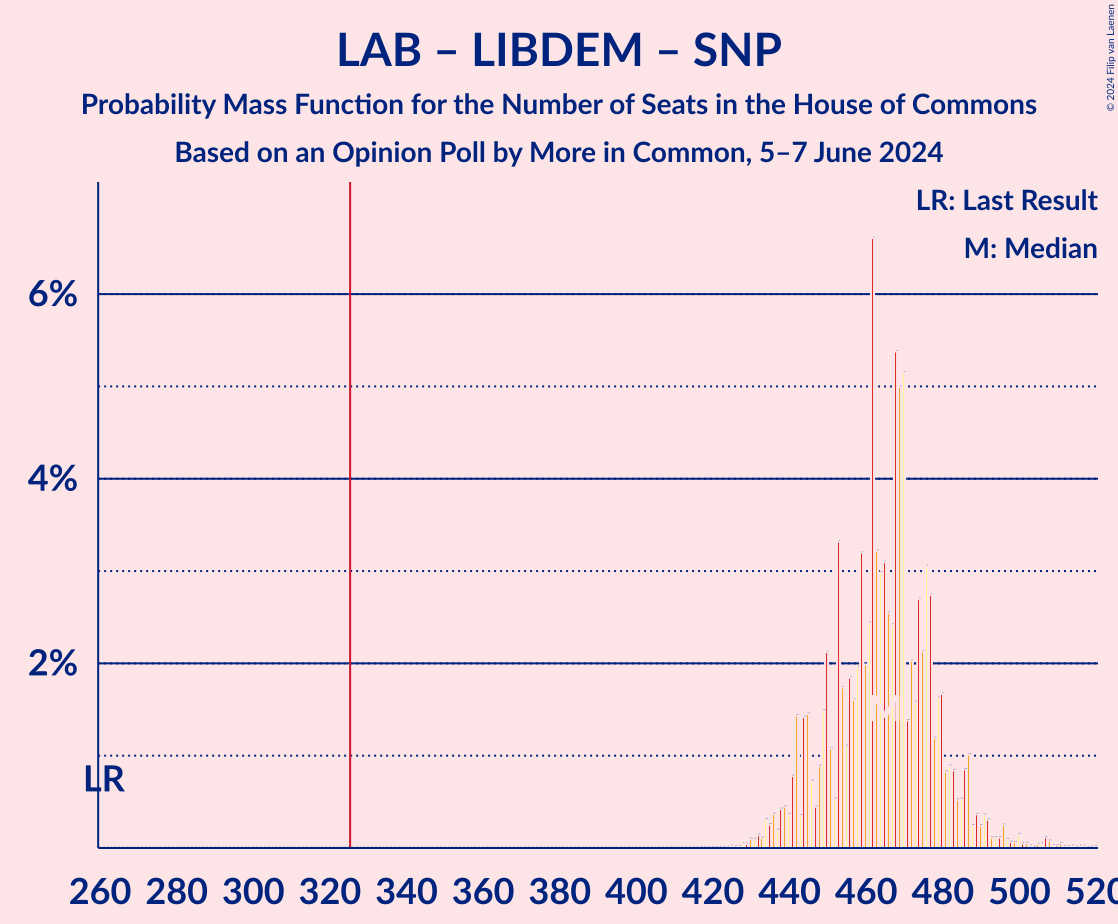 LAB – LIBDEM – SNP
Probability Mass Function for the Number of Seats in the House of Commons
Based on an Opinion Poll by More in Common, 5–7 June 2024
© 2024 Filip van Laenen
LR: Last Result
M: Median
6%
4%
2%
LR
260 280 300 320 340 360 380 400 420 440 460 480 500 520